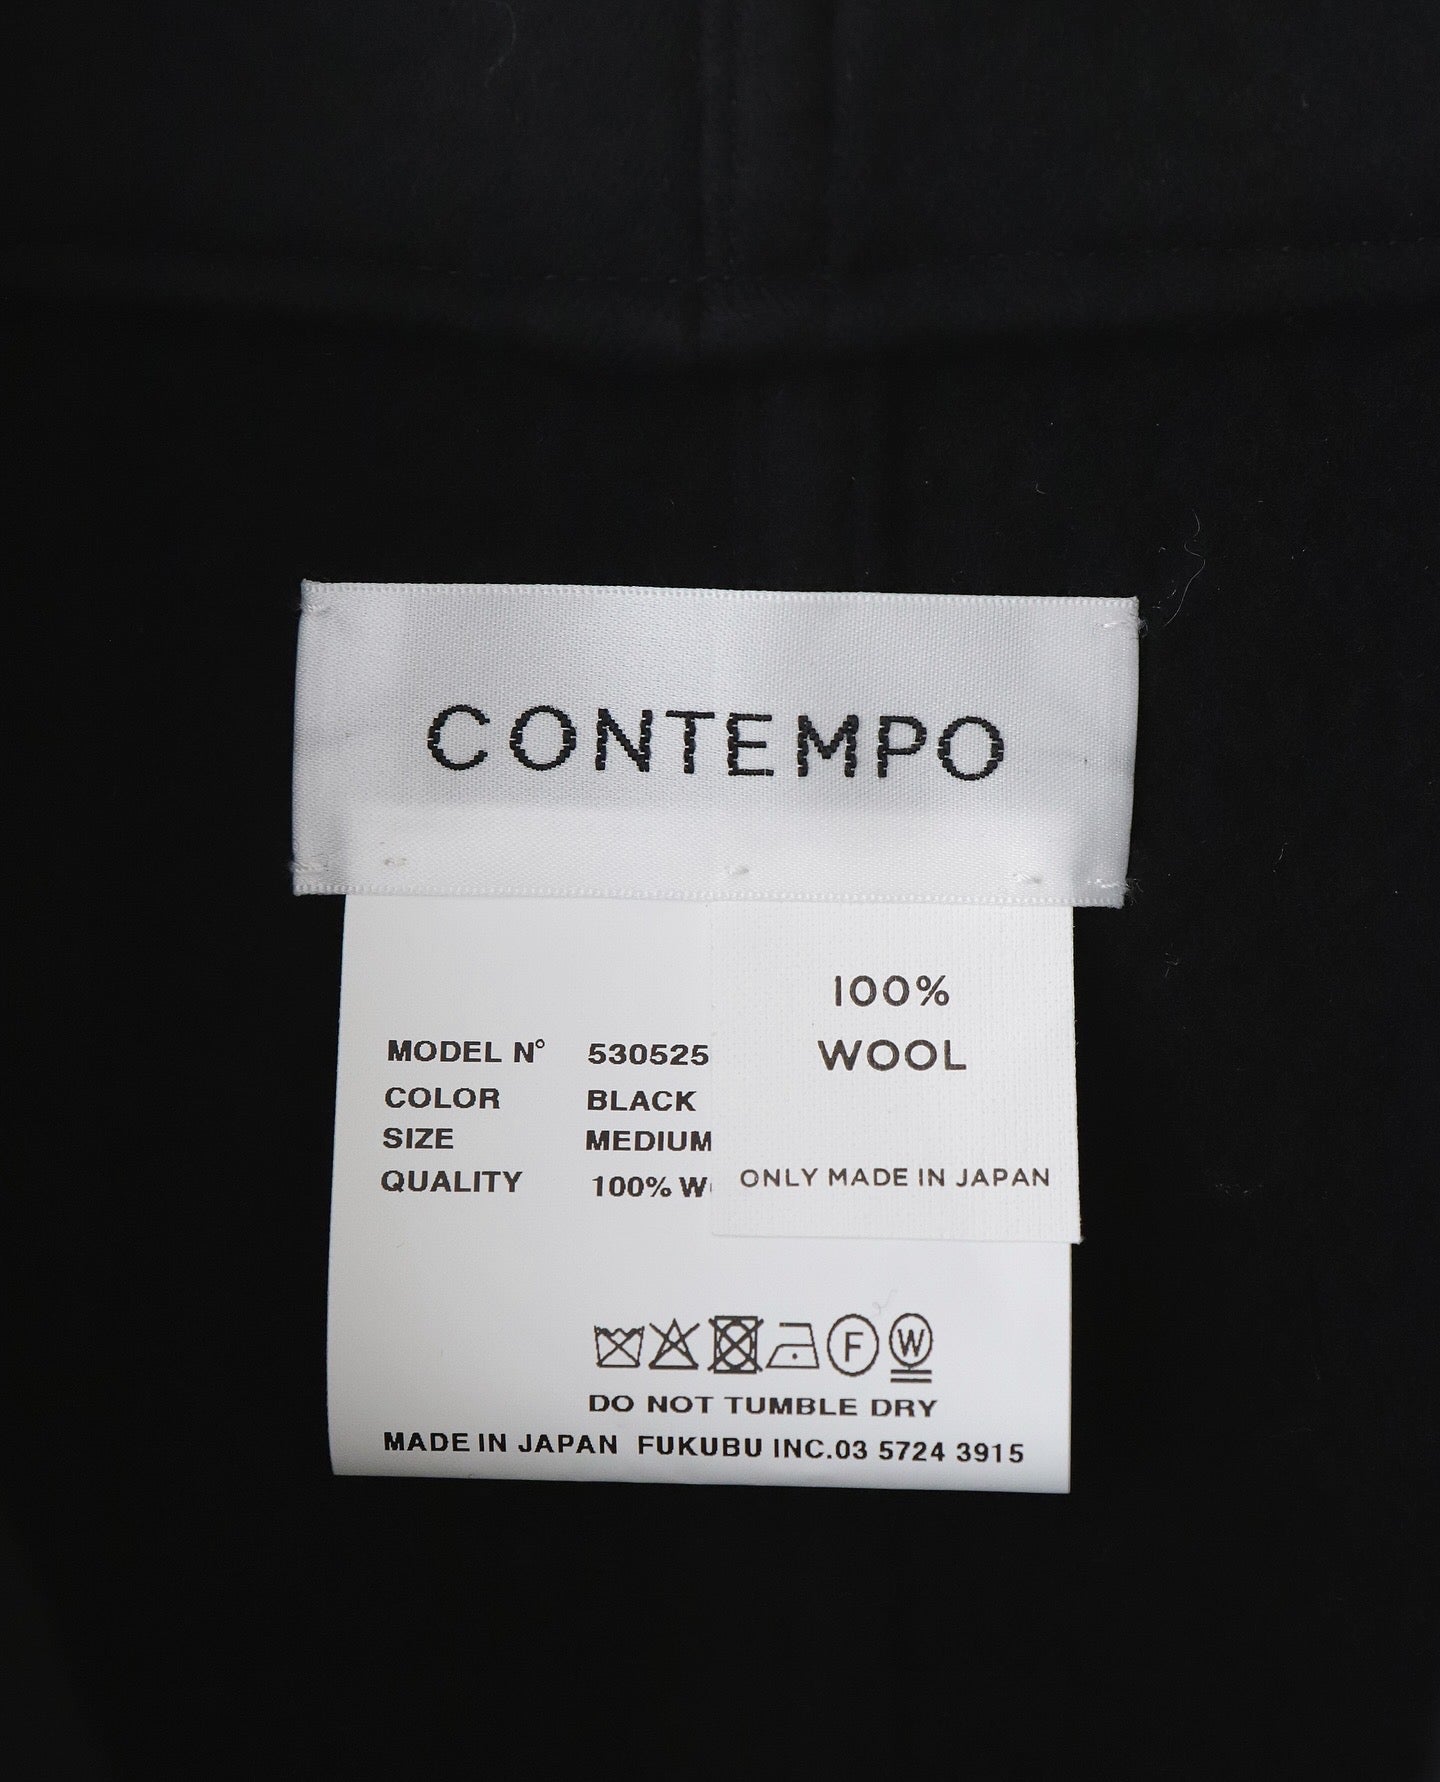 CONTEMPO
100%
WOOL
ONLY MADE IN JAPAN
MODEL N° 530525
COLOR BLACK
SIZE MEDIUM
QUALITY 100%
F W
DO NOT TUMBLE DRY
MADE IN JAPAN FUKUBU INC.03 5724 3915